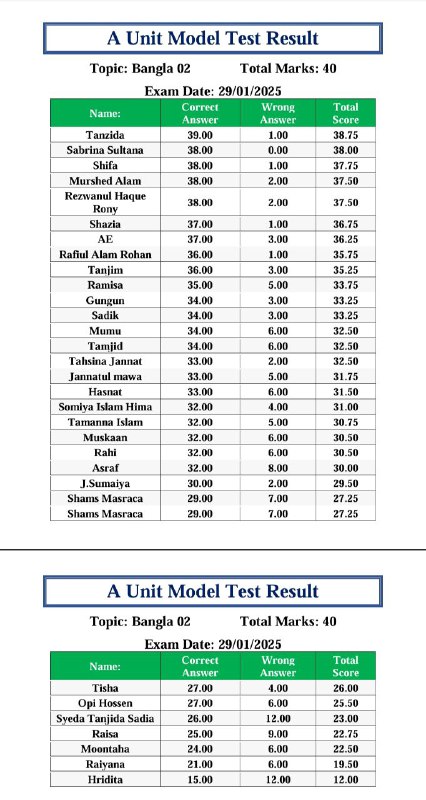 A Unit Model Test Result
Topic: Bangla 02 Total Marks: 40
Exam Date: 29/01/2025
Name: Correct Answer Wrong Answer Total Score
Tanzida 39.00 1.00 38.75
Sabrina Sultana 38.00 0.00 38.00
Shifa 38.00 1.00 37.75
Murshed Alam 38.00 2.00 37.50
Rezwanul Haque Rony 38.00 2.00 37.50
Shazia 37.00 1.00 36.75
AE 37.00 3.00 36.25
Rafiul Alam Rohan 36.00 1.00 35.75
Tanjim 36.00 3.00 35.25
Ramisa 35.00 5.00 33.75
Gungun 34.00 3.00 33.25
Sadik 34.00 3.00 33.25
Mumu 34.00 6.00 32.50
Tamjid 34.00 6.00 32.50
Tahsina Jannat 33.00 2.00 32.50
Jannatul mawa 33.00 5.00 31.75
Hasnat 33.00 6.00 31.50
Somiya Islam Hima 32.00 4.00 31.00
Tamanna Islam 32.00 5.00 30.75
Muskaan 32.00 6.00 30.50
Rahi 32.00 6.00 30.50
Asraf 32.00 8.00 30.00
J.Sumaiya 30.00 2.00 29.50
Shams Masraca 29.00 7.00 27.25
Shams Masraca 29.00 7.00 27.25
A Unit Model Test Result
Topic: Bangla 02 Total Marks: 40
Exam Date: 29/01/2025
Name: Correct Answer Wrong Answer Total Score
Tisha 27.00 4.00 26.00
Opi Hossen 27.00 6.00 25.50
Syeda Tanjida Sadia 26.00 12.00 23.00
Raisa 25.00 9.00 22.75
Moontaha 24.00 6.00 22.50
Raiyana 21.00 6.00 19.50
Hridita 15.00 12.00 12.00